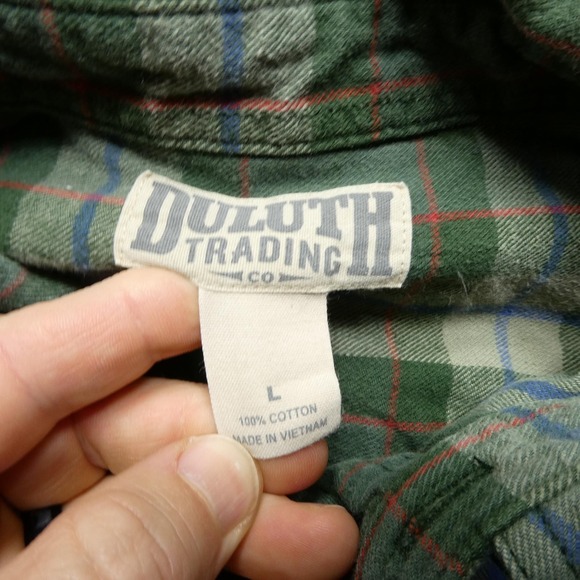 DULUTH
TRADING
CO
L
100% COTTON
MADE IN VIETNAM